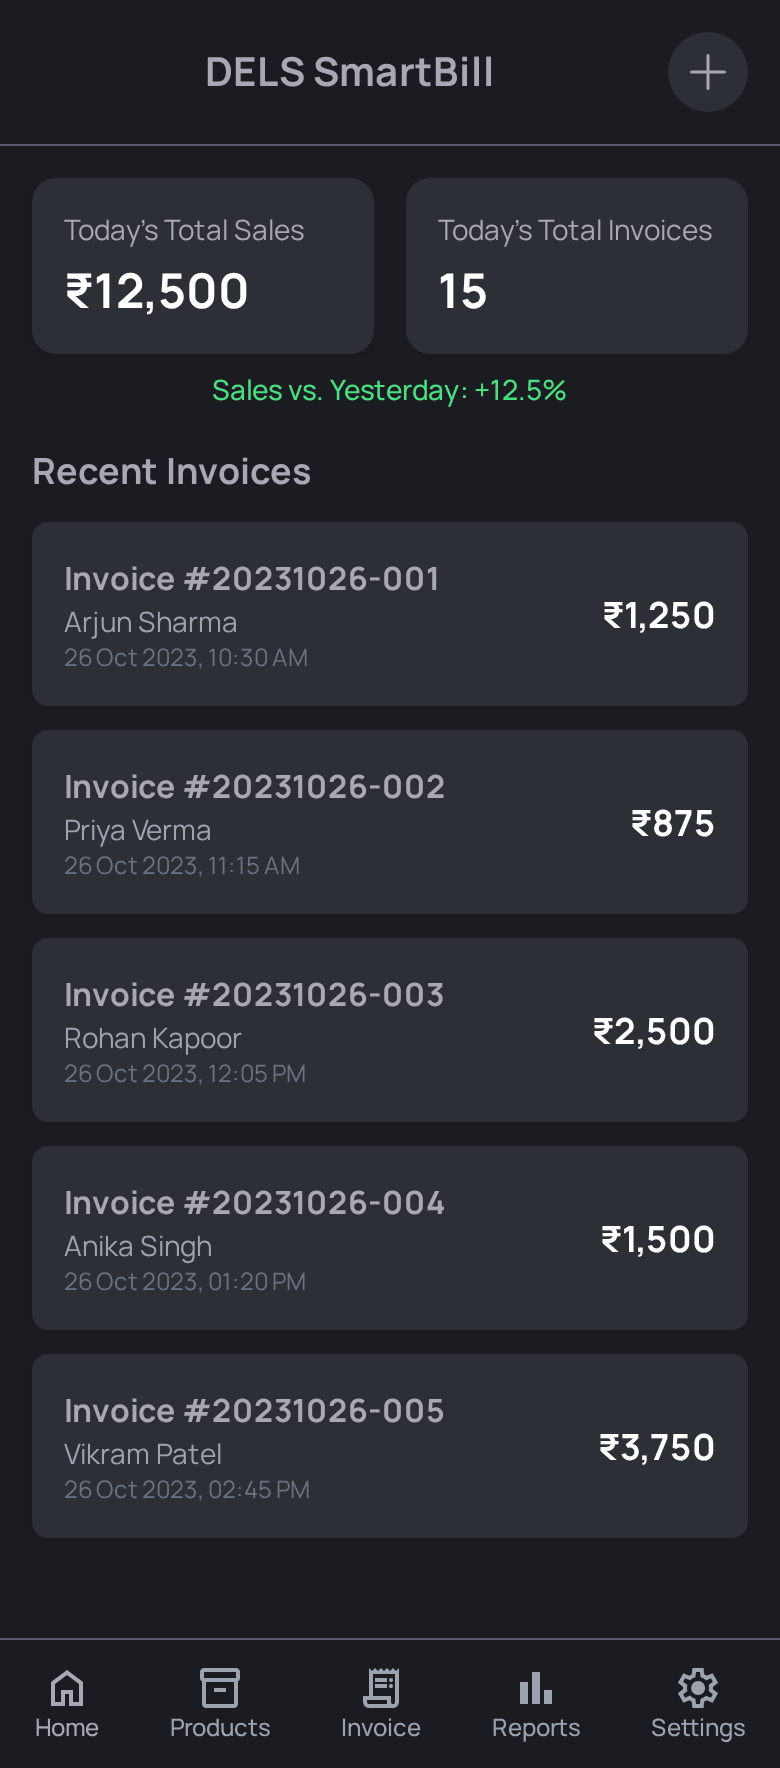 DELS SmartBill
Today's Total Sales
₹12,500
Today's Total Invoices
15
Sales vs. Yesterday: +12.5%
Recent Invoices
Invoice #20231026-001
Arjun Sharma
26 Oct 2023, 10:30 AM
₹1,250
Invoice #20231026-002
Priya Verma
26 Oct 2023, 11:15 AM
₹875
Invoice #20231026-003
Rohan Kapoor
26 Oct 2023, 12:05 PM
₹2,500
Invoice #20231026-004
Anika Singh
26 Oct 2023, 01:20 PM
₹1,500
Invoice #20231026-005
Vikram Patel
26 Oct 2023, 02:45 PM
₹3,750
Home
Products
Invoice
Reports
Settings